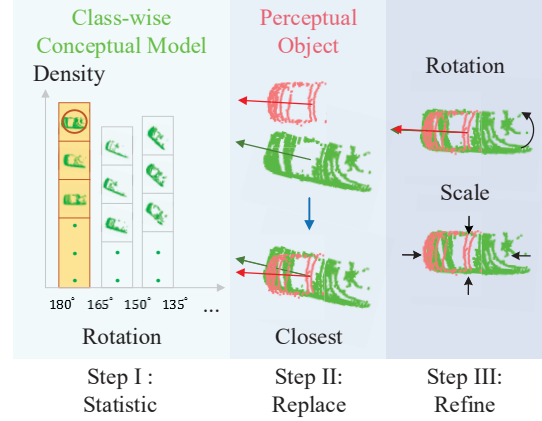 Class-wise
Conceptual Model
Density
180° 165° 150° 135° ...
Rotation
Step I :
Statistic
Perceptual
Object
Closest
Step II:
Replace
Rotation
Scale
Step III:
Refine